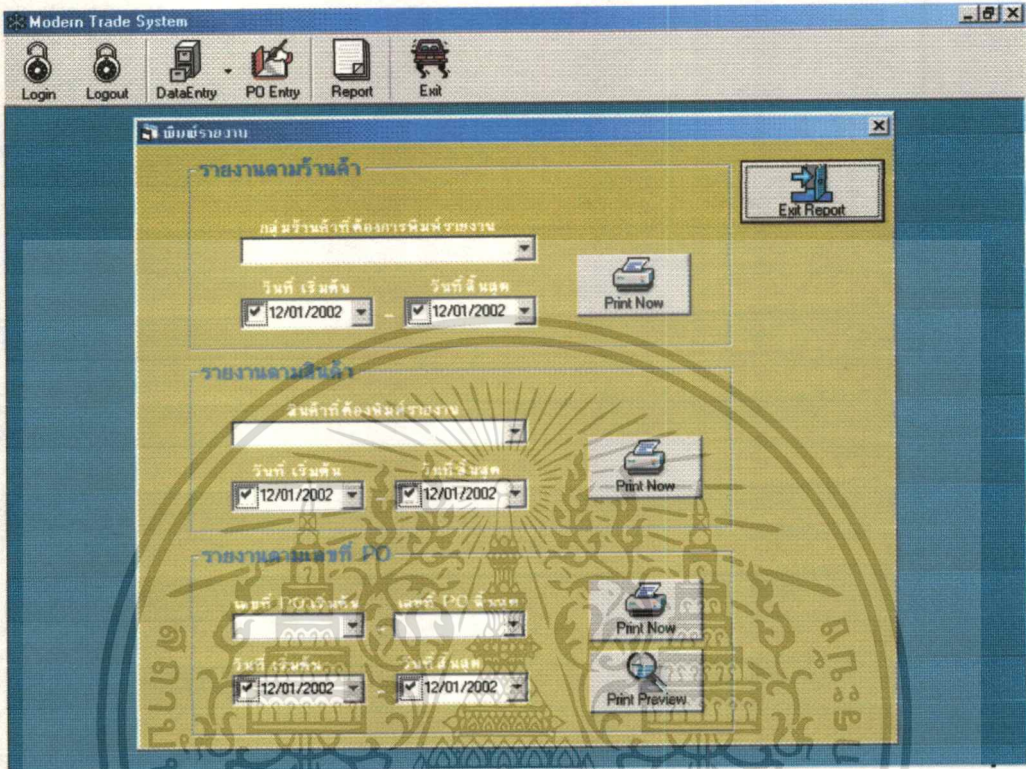 Modern Trade System
Login Logout DataEntry PO Entry Report Exit
พิมพ์รายงาน
รายงานตามร้านค้า
Exit Report
กลุ่มร้านค้าที่ต้องการพิมพ์รายงาน
วันที่ เริ่มต้น วันที่สิ้นสุด
12/01/2002 - 12/01/2002
Print Now
รายงานตามสินค้า
สินค้าที่ต้องพิมพ์รายงาน
วันที่ เริ่มต้น วันที่สิ้นสุด
12/01/2002 - 12/01/2002
Print Now
รายงานตามเลขที่ PO
เลขที่ PO เริ่มต้น เลขที่ PO สิ้นสุด
-
Print Now
วันที่ เริ่มต้น วันที่สิ้นสุด
12/01/2002 - 12/01/2002
Print Preview